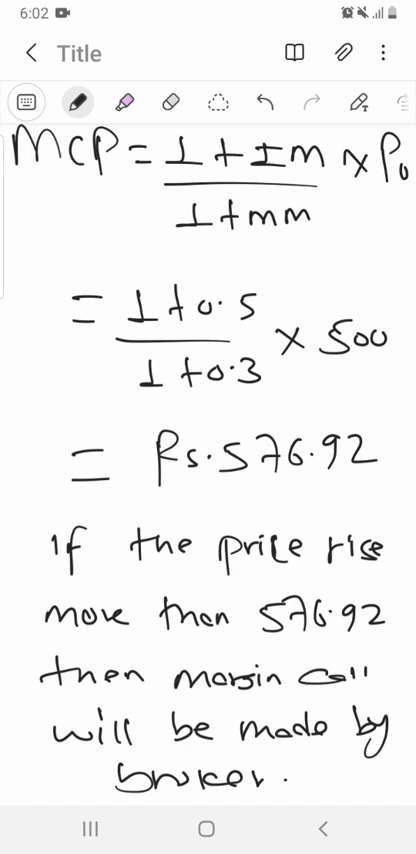 6:02
Title
MCP = 1 + IM × P₀
1 + mm
= 1 + 0.5 × 500
1 + 0.3
= Rs. 576.92
If the price rise
more than 576.92
then margin call
will be made by
broker.